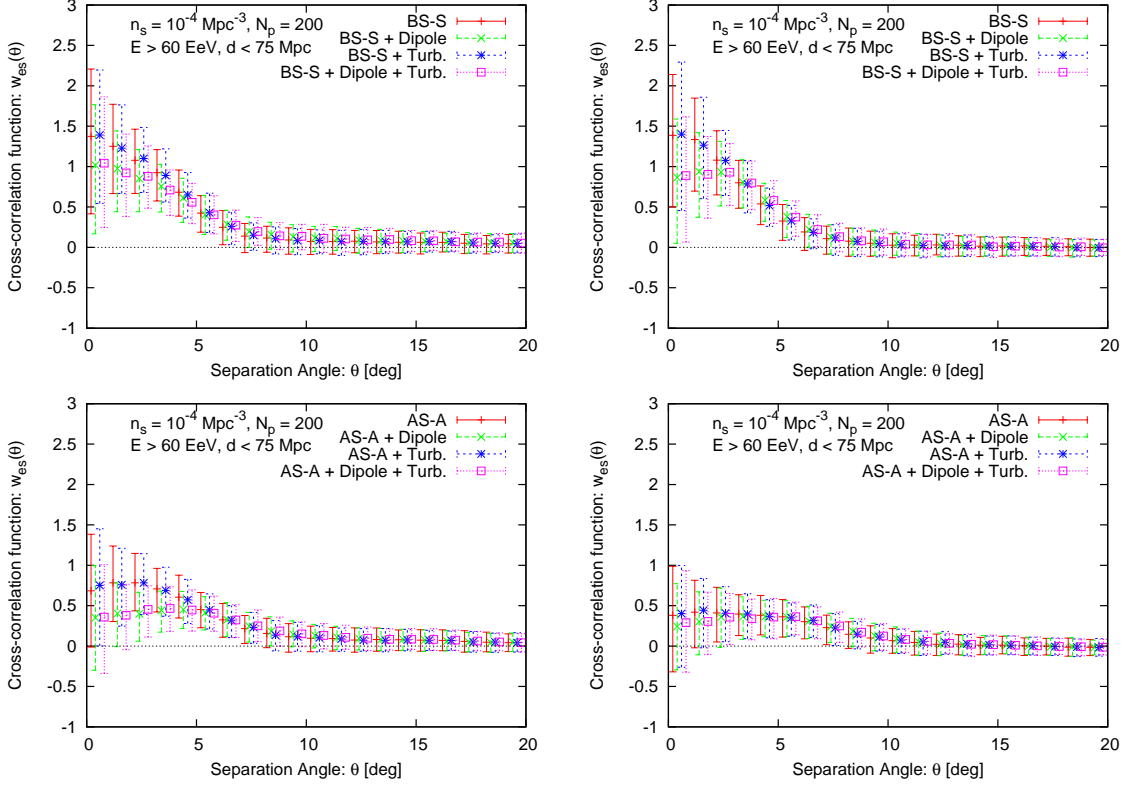 n_s = 10^-4 Mpc^-3, N_p = 200
E > 60 EeV, d < 75 Mpc
BS-S
BS-S + Dipole
BS-S + Turb.
BS-S + Dipole + Turb.
Cross-correlation function: w_es(θ)
3
2.5
2
1.5
1
0.5
0
-0.5
-1
0 5 10 15 20
Separation Angle: θ [deg]
n_s = 10^-4 Mpc^-3, N_p = 200
E > 60 EeV, d < 75 Mpc
BS-S
BS-S + Dipole
BS-S + Turb.
BS-S + Dipole + Turb.
Cross-correlation function: w_es(θ)
3
2.5
2
1.5
1
0.5
0
-0.5
-1
0 5 10 15 20
Separation Angle: θ [deg]
n_s = 10^-4 Mpc^-3, N_p = 200
E > 60 EeV, d < 75 Mpc
AS-A
AS-A + Dipole
AS-A + Turb.
AS-A + Dipole + Turb.
Cross-correlation function: w_es(θ)
3
2.5
2
1.5
1
0.5
0
-0.5
-1
0 5 10 15 20
Separation Angle: θ [deg]
n_s = 10^-4 Mpc^-3, N_p = 200
E > 60 EeV, d < 75 Mpc
AS-A
AS-A + Dipole
AS-A + Turb.
AS-A + Dipole + Turb.
Cross-correlation function: w_es(θ)
3
2.5
2
1.5
1
0.5
0
-0.5
-1
0 5 10 15 20
Separation Angle: θ [deg]